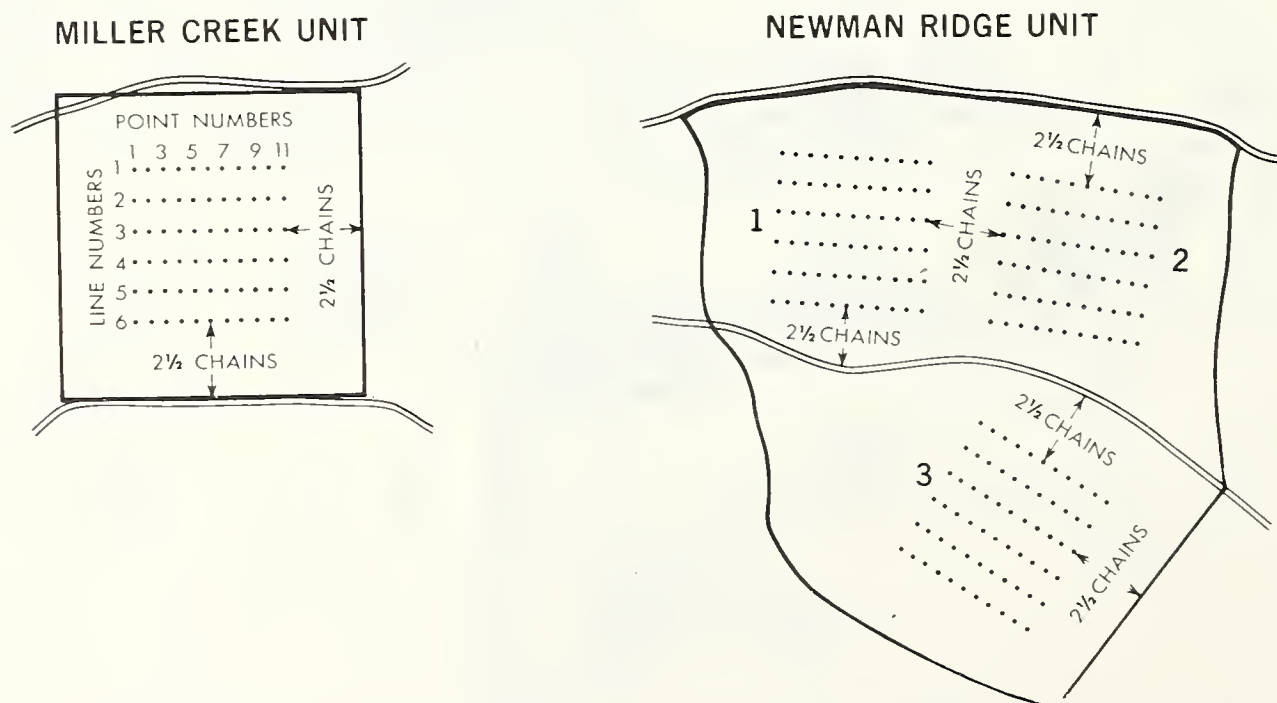 MILLER CREEK UNIT
POINT NUMBERS
1 3 5 7 9 11
LINE NUMBERS
1
2
3
4
5
6
2½ CHAINS
2½ CHAINS
NEWMAN RIDGE UNIT
2½ CHAINS
1
2½ CHAINS
2
2½ CHAINS
2½ CHAINS
3
2½ CHAINS